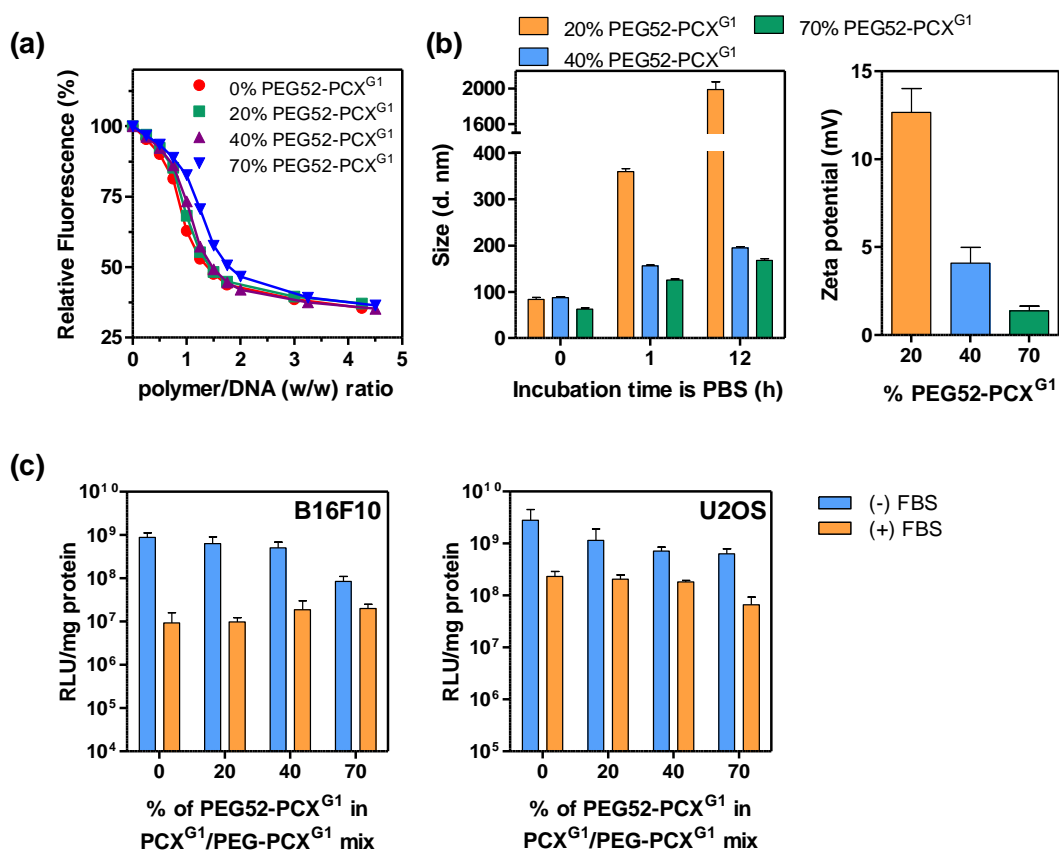 (a)
Relative Fluorescence (%)
100
75
50
25
0% PEG52-PCX^G1
20% PEG52-PCX^G1
40% PEG52-PCX^G1
70% PEG52-PCX^G1
0 1 2 3 4 5
polymer/DNA (w/w) ratio
(b)
20% PEG52-PCX^G1
70% PEG52-PCX^G1
40% PEG52-PCX^G1
Size (d. nm)
2000
1600
400
300
200
100
0
0 1 12
Incubation time is PBS (h)
Zeta potential (mV)
15
10
5
0
20 40 70
% PEG52-PCX^G1
(c)
RLU/mg protein
10^10
10^9
10^8
10^7
10^6
10^5
10^4
B16F10
0 20 40 70
% of PEG52-PCX^G1 in
PCX^G1/PEG-PCX^G1 mix
RLU/mg protein
10^10
10^9
10^8
10^7
10^6
10^5
U2OS
0 20 40 70
% of PEG52-PCX^G1 in
PCX^G1/PEG-PCX^G1 mix
(-) FBS
(+) FBS